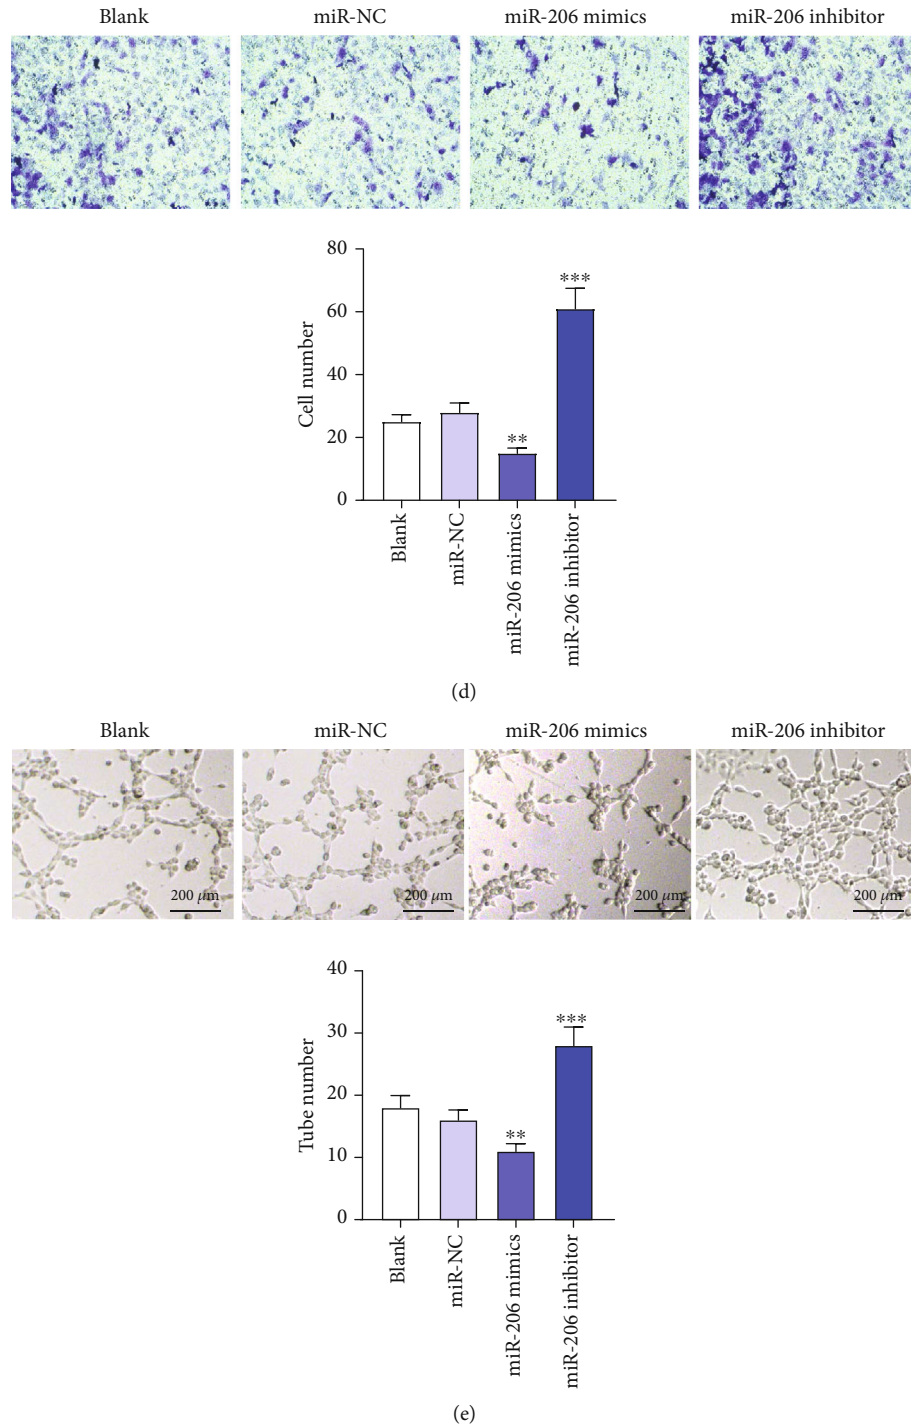 Blank miR-NC miR-206 mimics miR-206 inhibitor
80
60
40
20
0
Cell number
**
***
Blank
miR-NC
miR-206 mimics
miR-206 inhibitor
(d)
Blank miR-NC miR-206 mimics miR-206 inhibitor
200 μm 200 μm 200 μm 200 μm
40
30
20
10
0
Tube number
**
***
Blank
miR-NC
miR-206 mimics
miR-206 inhibitor
(e)